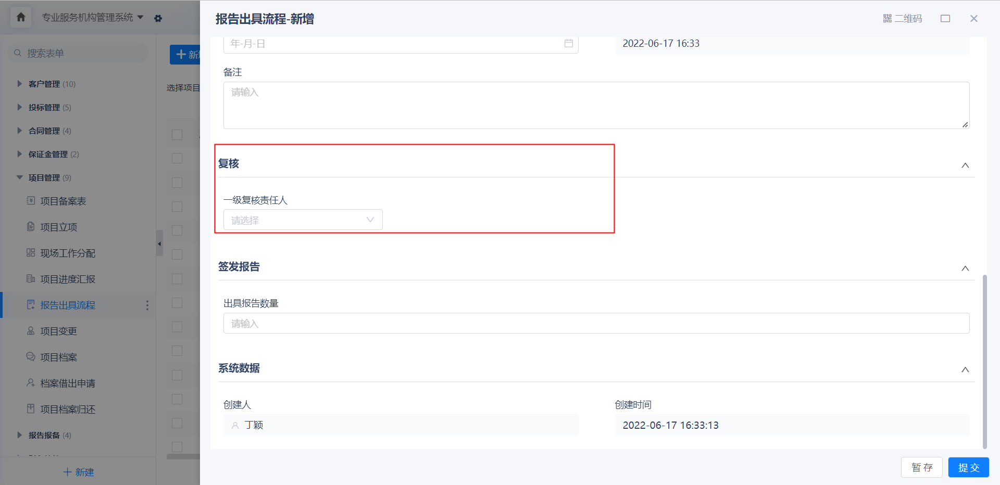 专业服务机构管理系统
搜索表单
客户管理 (10)
投标管理 (5)
合同管理 (4)
保证金管理 (2)
项目管理 (9)
项目备案表
项目立项
现场工作分配
项目进度汇报
报告出具流程
项目变更
项目档案
档案借出申请
项目档案归还
报告报备 (4)
新建
选择项目
报告出具流程-新增
二维码
年-月-日
2022-06-17 16:33
备注
请输入
复核
一级复核责任人
请选择
签发报告
出具报告数量
请输入
系统数据
创建人
创建时间
丁颖
2022-06-17 16:33:13
暂存
提交